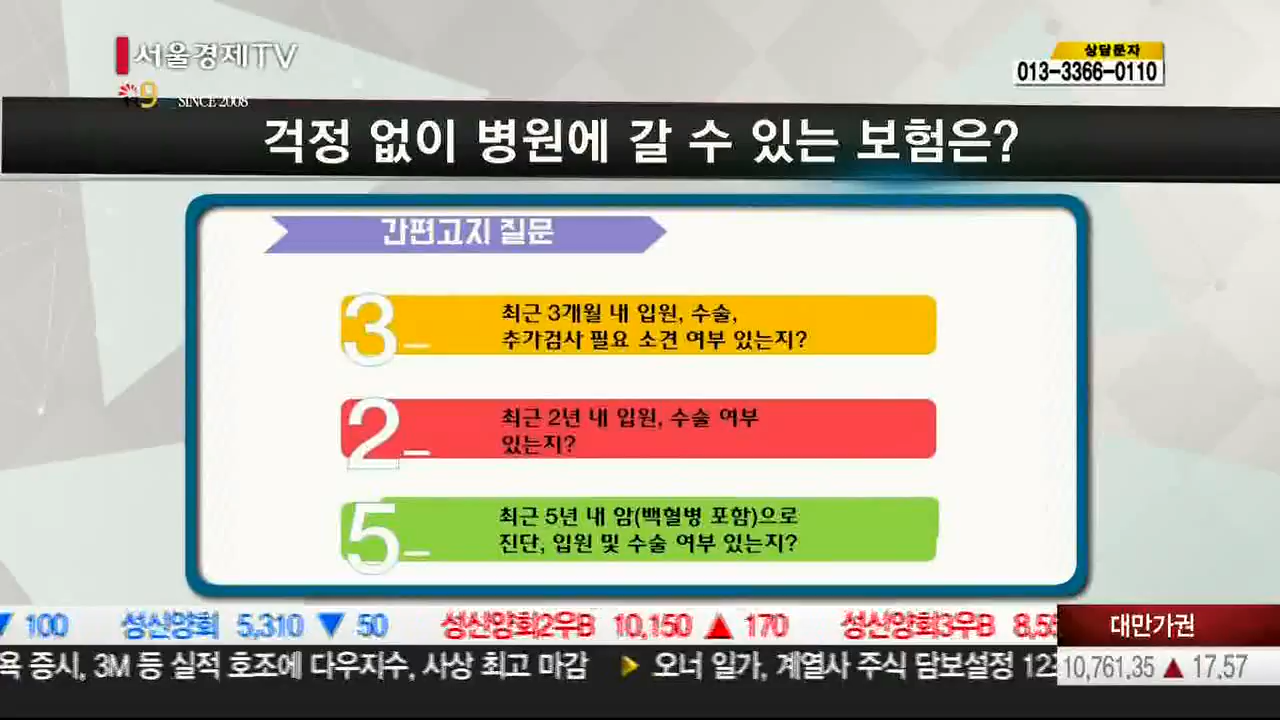 서울경제TV
SINCE 2008
상담문자
013-3366-0110
걱정 없이 병원에 갈 수 있는 보험은?
간편고지 질문
3
최근 3개월 내 입원, 수술,
추가검사 필요 소견 여부 있는지?
2
최근 2년 내 입원, 수술 여부
있는지?
5
최근 5년 내 암(백혈병 포함)으로
진단, 입원 및 수술 여부 있는지?
▼ 100 성신양회 5,310 ▼ 50 성신양회2우B 10,150 ▲ 170 성신양회3우B 8,55
대만가권
욕 증시, 3M 등 실적 호조에 다우지수, 사상 최고 마감 ▶ 오너 일가, 계열사 주식 담보설정 12
10,761.35 ▲ 17.57